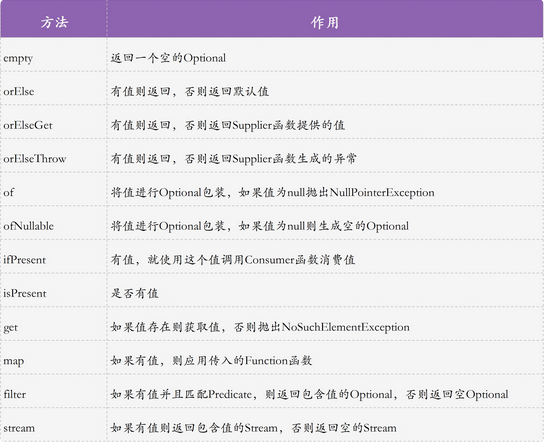 方法 作用
empty 返回一个空的Optional
orElse 有值则返回，否则返回默认值
orElseGet 有值则返回，否则返回Supplier函数提供的值
orElseThrow 有值则返回，否则返回Supplier函数生成的异常
of 将值进行Optional包装，如果值为null抛出NullPointerException
ofNullable 将值进行Optional包装，如果值为null则生成空的Optional
ifPresent 有值，就使用这个值调用Consumer函数消费值
isPresent 是否有值
get 如果值存在则获取值，否则抛出NoSuchElementException
map 如果有值，则应用传入的Function函数
filter 如果有值并且匹配Predicate，则返回包含值的Optional，否则返回空Optional
stream 如果有值则返回包含值的Stream，否则返回空的Stream